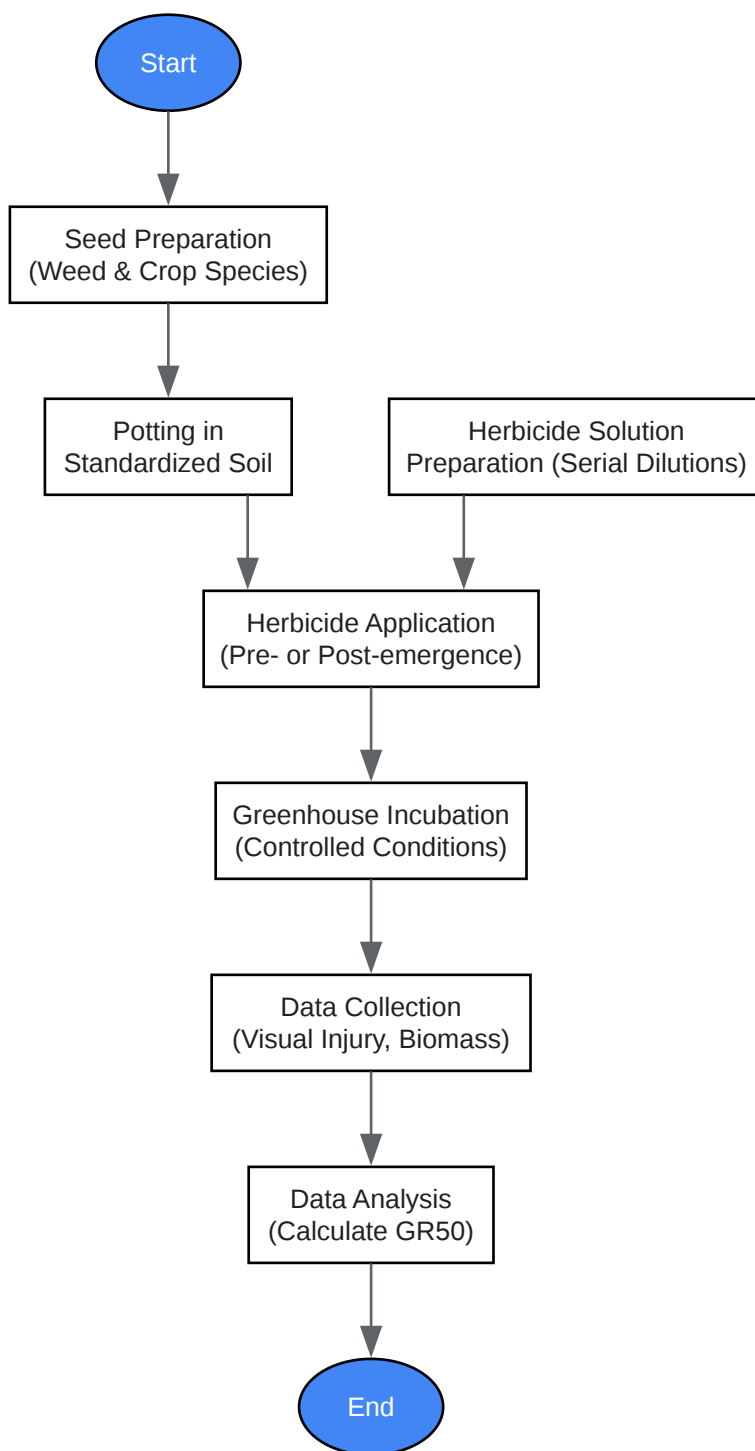 Start
Seed Preparation
(Weed & Crop Species)
Potting in
Standardized Soil
Herbicide Solution
Preparation (Serial Dilutions)
Herbicide Application
(Pre- or Post-emergence)
Greenhouse Incubation
(Controlled Conditions)
Data Collection
(Visual Injury, Biomass)
Data Analysis
(Calculate GR50)
End